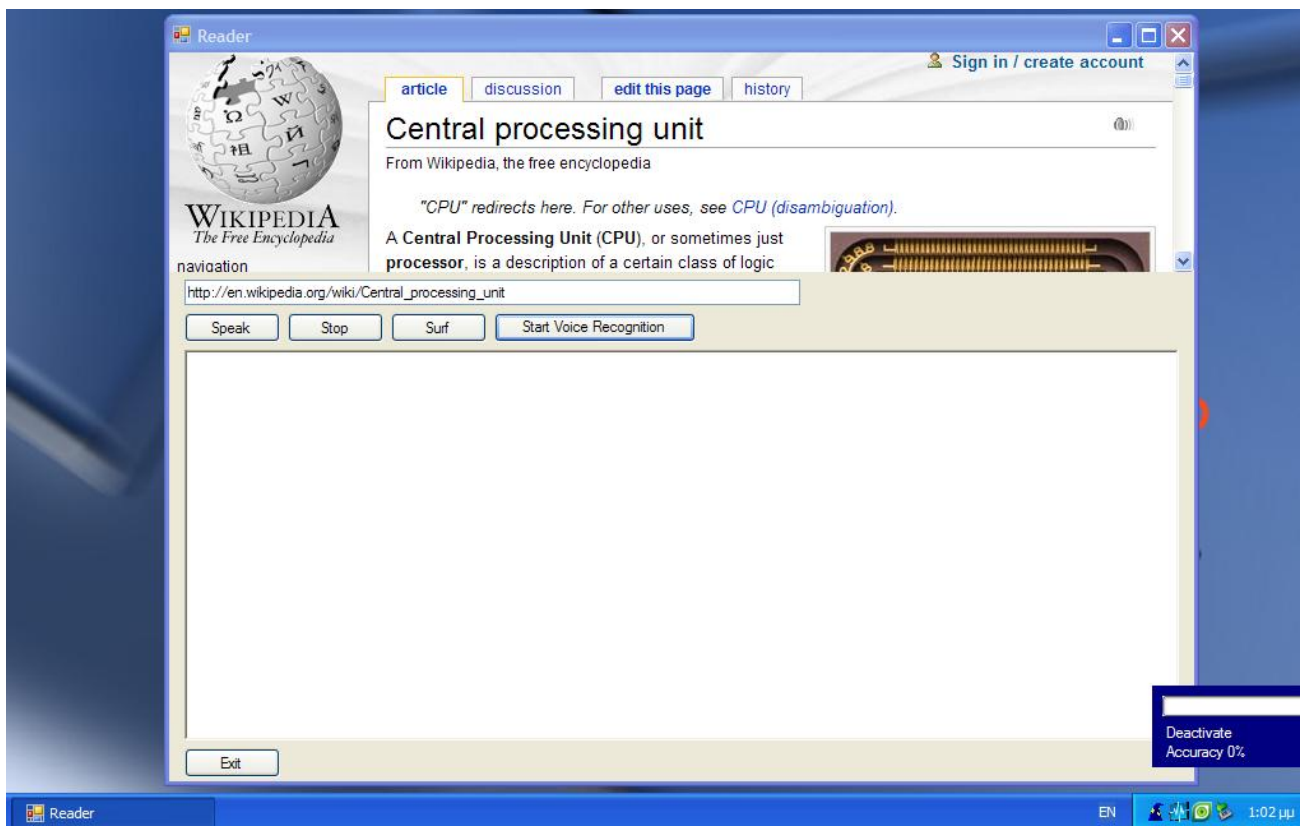 Reader
Sign in / create account
article discussion edit this page history
WIKIPEDIA
The Free Encyclopedia
navigation
Central processing unit
From Wikipedia, the free encyclopedia
"CPU" redirects here. For other uses, see CPU (disambiguation).
A Central Processing Unit (CPU), or sometimes just
processor, is a description of a certain class of logic
http://en.wikipedia.org/wiki/Central_processing_unit
Speak Stop Surf Start Voice Recognition
Deactivate
Accuracy 0%
Exit
Reader EN 1:02 μμ